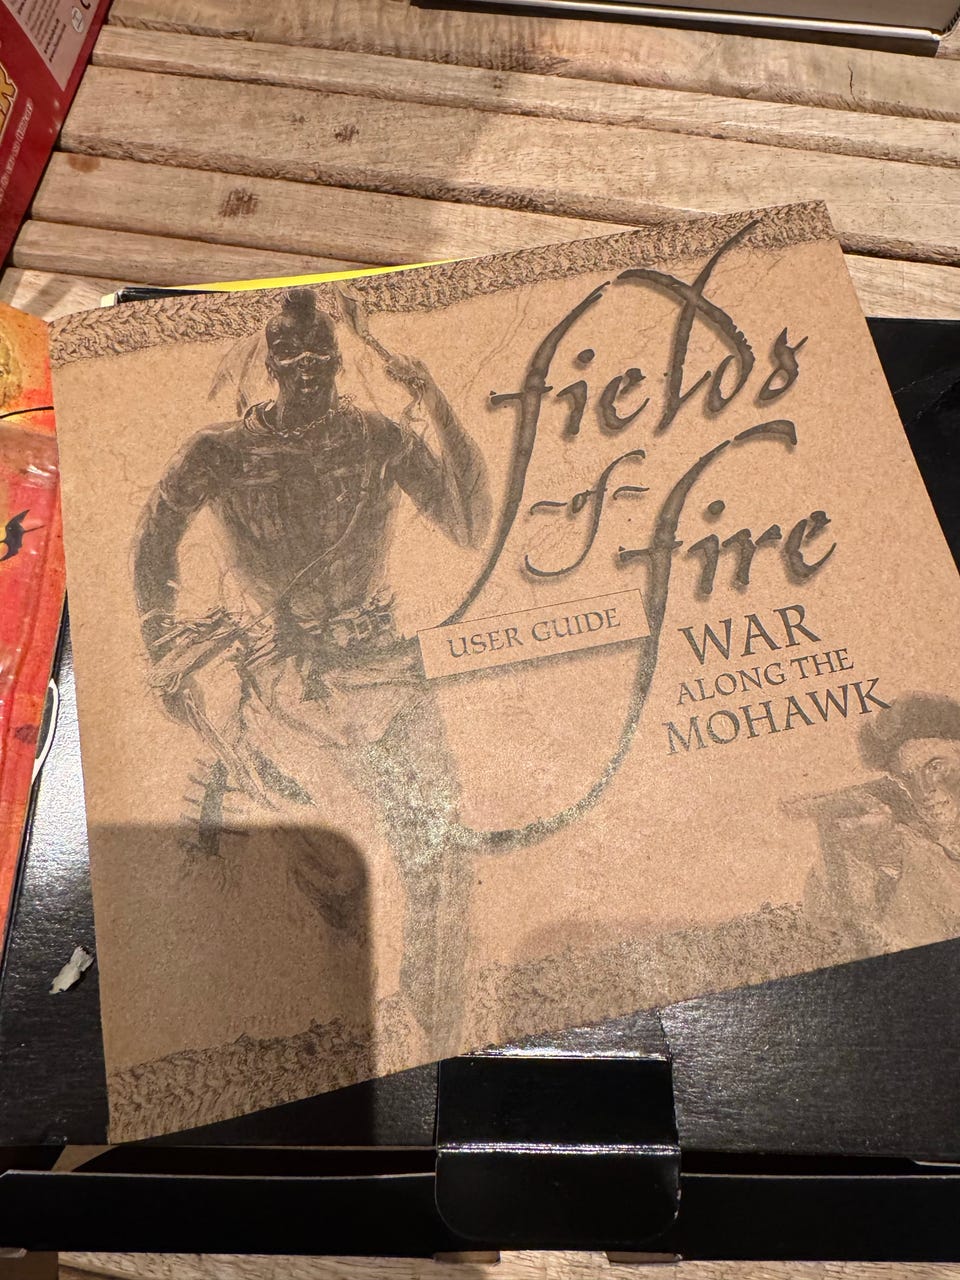 fields
~of~
fire
USER GUIDE
WAR
ALONG THE
MOHAWK